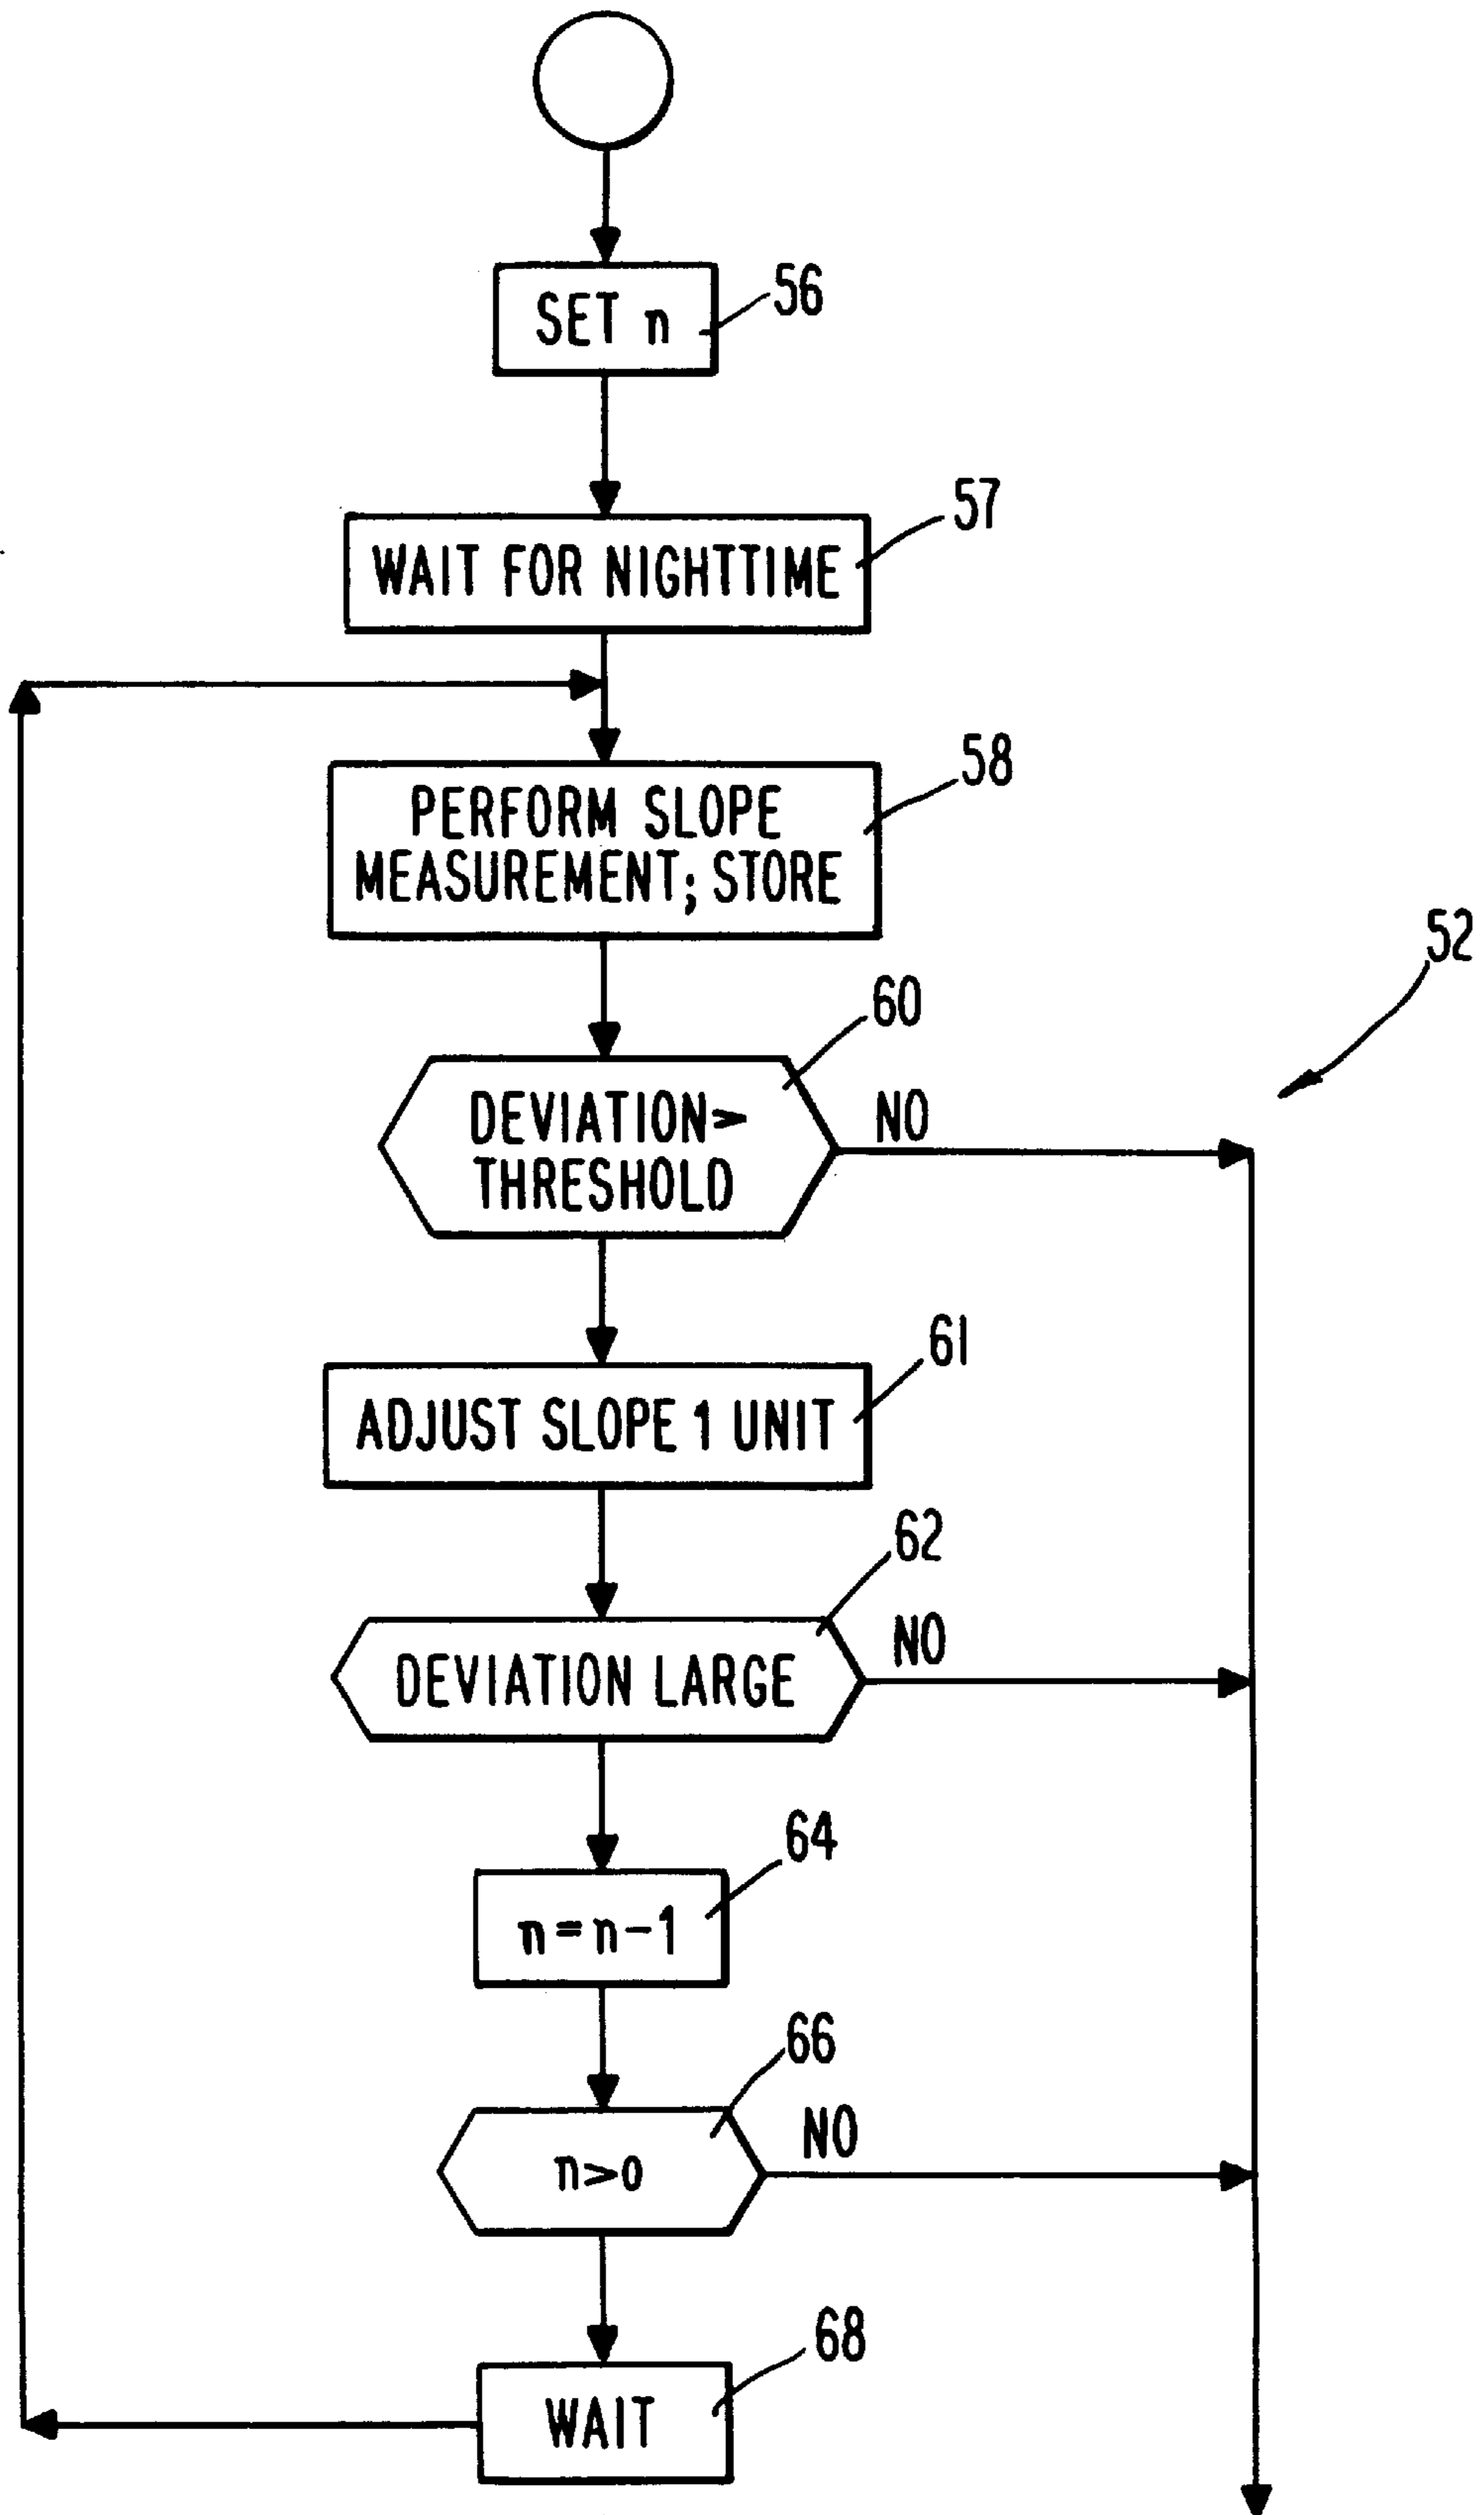 SET n
56
WAIT FOR NIGHTTIME
57
PERFORM SLOPE
MEASUREMENT; STORE
58
52
DEVIATION>
THRESHOLD
60
NO
ADJUST SLOPE 1 UNIT
61
DEVIATION LARGE
62
NO
n=n-1
64
n>0
66
NO
WAIT
68